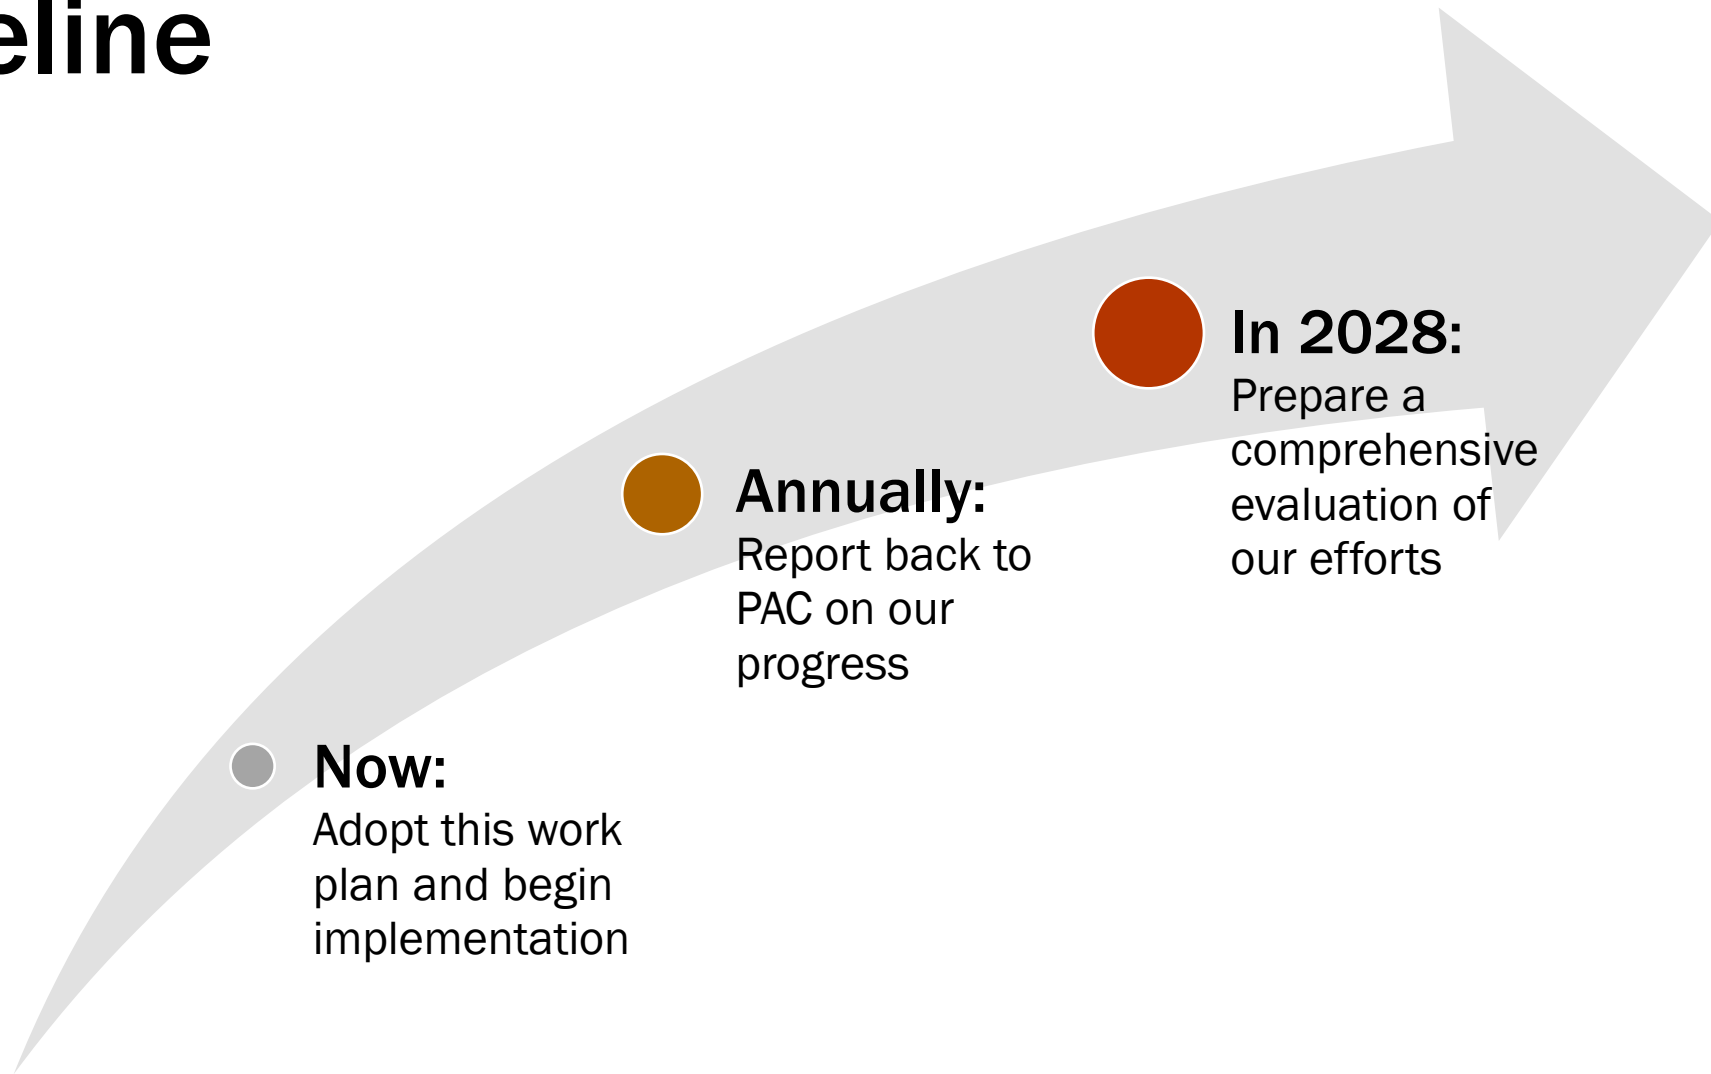 eline
Now:
Adopt this work
plan and begin
implementation
Annually:
Report back to
PAC on our
progress
In 2028:
Prepare a
comprehensive
evaluation of
our efforts